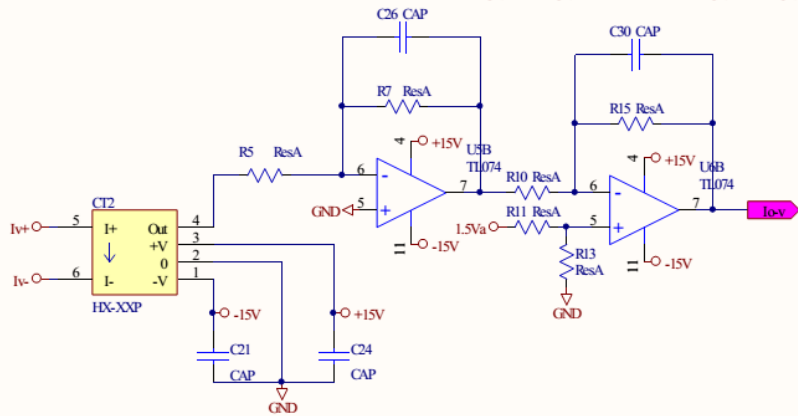 C26 CAP
C30 CAP
R7 ResA
R15 ResA
R5 ResA
4
+15V
U5B
TL074
4
+15V
U6B
TL074
6
-
7
R10 ResA
6
-
7
GND
5
+
R11 ResA
5
+
Io-v
CT2
1.5Va
11
-15V
R13
ResA
11
-15V
Iv+
5
I+
Out
4
+V
3
0
2
Iv-
6
I-
-V
1
GND
HX-XXP
-15V
+15V
C21
CAP
C24
CAP
GND